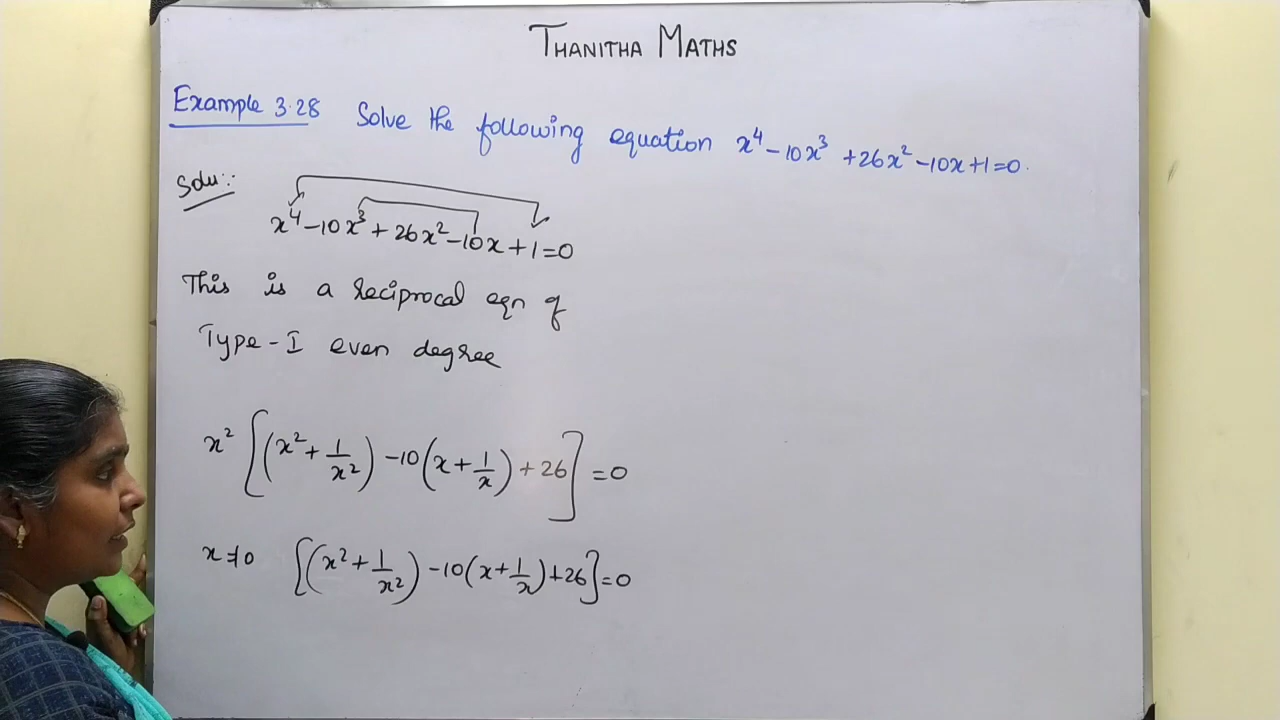 THANITHA MATHS
Example 3.28 Solve the following equation x⁴-10x³+26x²-10x+1=0.
Solu:-
x⁴-10x³+26x²-10x+1=0
This is a reciprocal eqn of
Type-I even degree
x²[(x²+1/x²)-10(x+1/x)+26]=0
x≠0 [(x²+1/x²)-10(x+1/x)+26]=0